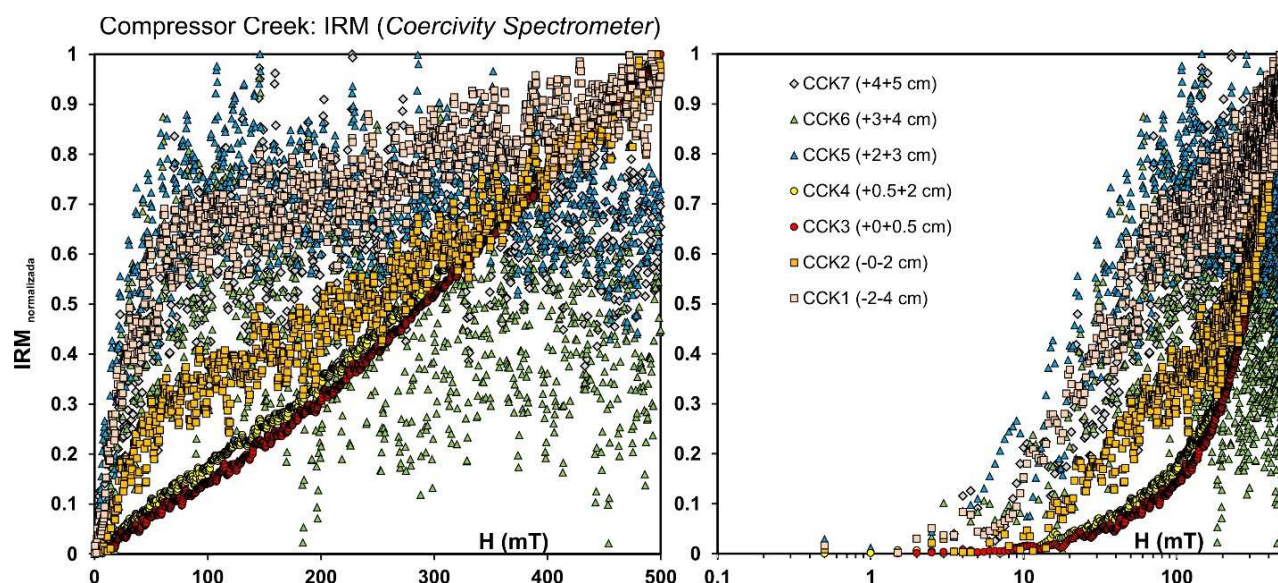 Compressor Creek: IRM (Coercivity Spectrometer)
1
0.9
0.8
0.7
0.6
0.5
0.4
0.3
0.2
0.1
0
IRM normalizada
0 100 200 300 400 500
H (mT)
1
0.9
0.8
0.7
0.6
0.5
0.4
0.3
0.2
0.1
0
CCK7 (+4+5 cm)
CCK6 (+3+4 cm)
CCK5 (+2+3 cm)
CCK4 (+0.5+2 cm)
CCK3 (+0+0.5 cm)
CCK2 (-0-2 cm)
CCK1 (-2-4 cm)
H (mT)
0.1 1 10 100